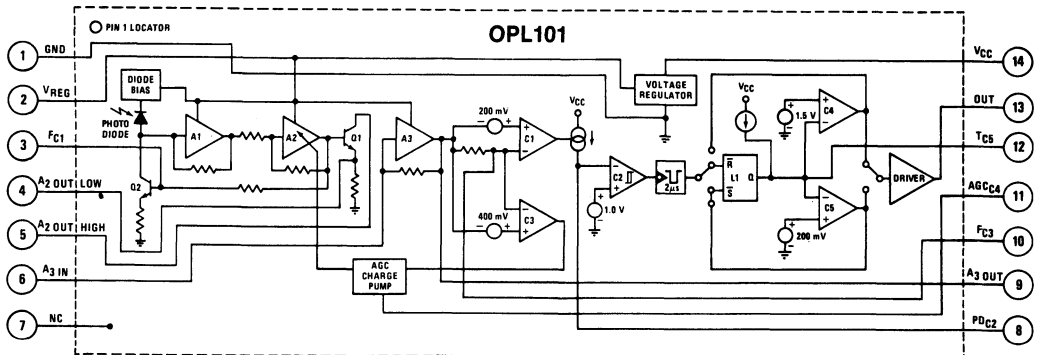 PIN 1 LOCATOR
OPL101
1 GND
2 VREG
3 FC1
4 A2 OUT LOW
5 A2 OUT HIGH
6 A3 IN
7 NC
DIODE
BIAS
PHOTO
DIODE
Q2
A1
A2
Q1
A3
200 mV
400 mV
C1
C3
VCC
C2
1.0 V
2µs
AGC
CHARGE
PUMP
VOLTAGE
REGULATOR
VCC
R
L1 Q
S
1.5 V
C4
C5
200 mV
DRIVER
VCC 14
OUT 13
TC5 12
AGCC4 11
FC3 10
A3 OUT 9
PDC2 8